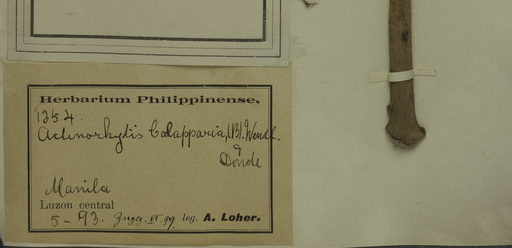 Herbarium Philippinense.
1354
Actinorhytis Calapparia, (Bl.) Wendl.
&
Drude
Manila
Luzon central
5-93. leg. A. Loher.